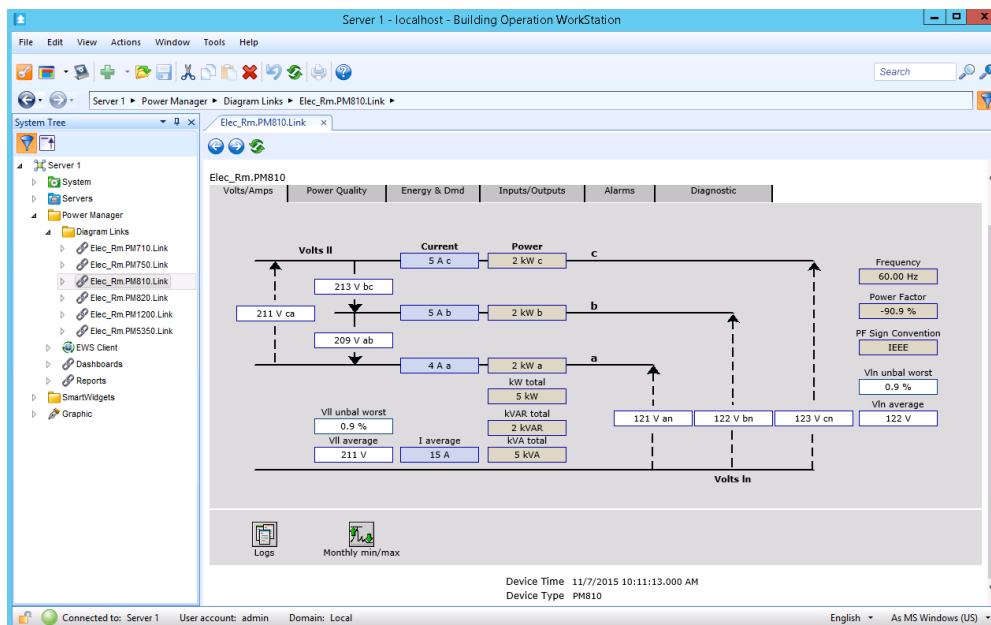 Server 1 - localhost - Building Operation WorkStation
File Edit View Actions Window Tools Help
Search
Server 1 ▸ Power Manager ▸ Diagram Links ▸ Elec_Rm.PM810.Link ▸
System Tree
Elec_Rm.PM810.Link ×
Server 1
System
Servers
Power Manager
Diagram Links
Elec_Rm.PM710.Link
Elec_Rm.PM750.Link
Elec_Rm.PM810.Link
Elec_Rm.PM820.Link
Elec_Rm.PM1200.Link
Elec_Rm.PM5350.Link
EWS Client
Dashboards
Reports
SmartWidgets
Graphic
Elec_Rm.PM810
Volts/Amps Power Quality Energy & Dmd Inputs/Outputs Alarms Diagnostic
Volts ll Current Power
5 A c 2 kW c c
213 V bc
211 V ca 5 A b 2 kW b b
209 V ab
4 A a 2 kW a a
kW total
5 kW
kVAR total
2 kVAR
kVA total
5 kVA
Vll unbal worst
0.9 %
Vll average I average
211 V 15 A
121 V an 122 V bn 123 V cn
Volts ln
Frequency
60.00 Hz
Power Factor
-90.9 %
PF Sign Convention
IEEE
Vln unbal worst
0.9 %
Vln average
122 V
Logs Monthly min/max
Device Time 11/7/2015 10:11:13.000 AM
Device Type PM810
Connected to: Server 1 User account: admin Domain: Local English As MS Windows (US)